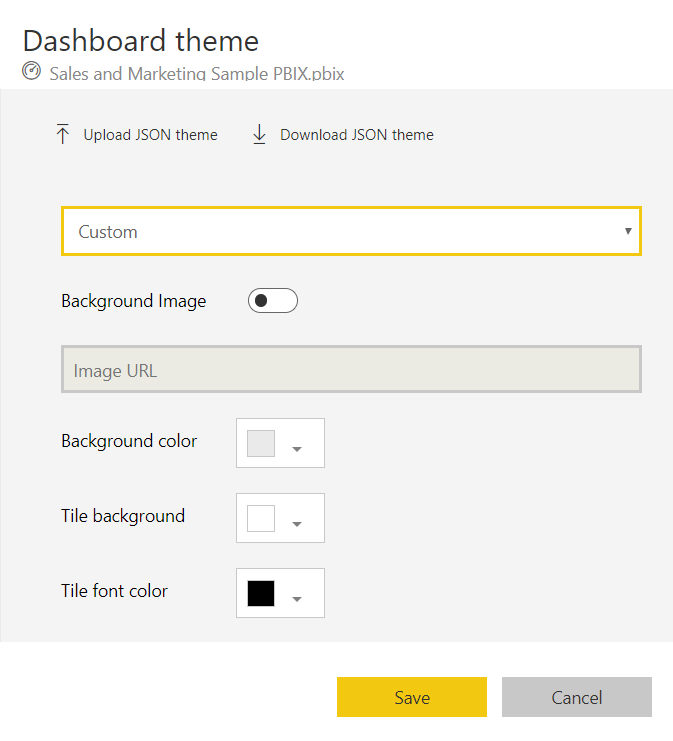 Dashboard theme
Sales and Marketing Sample PBIX.pbix
Upload JSON theme Download JSON theme
Custom
Background Image
Image URL
Background color
Tile background
Tile font color
Save Cancel